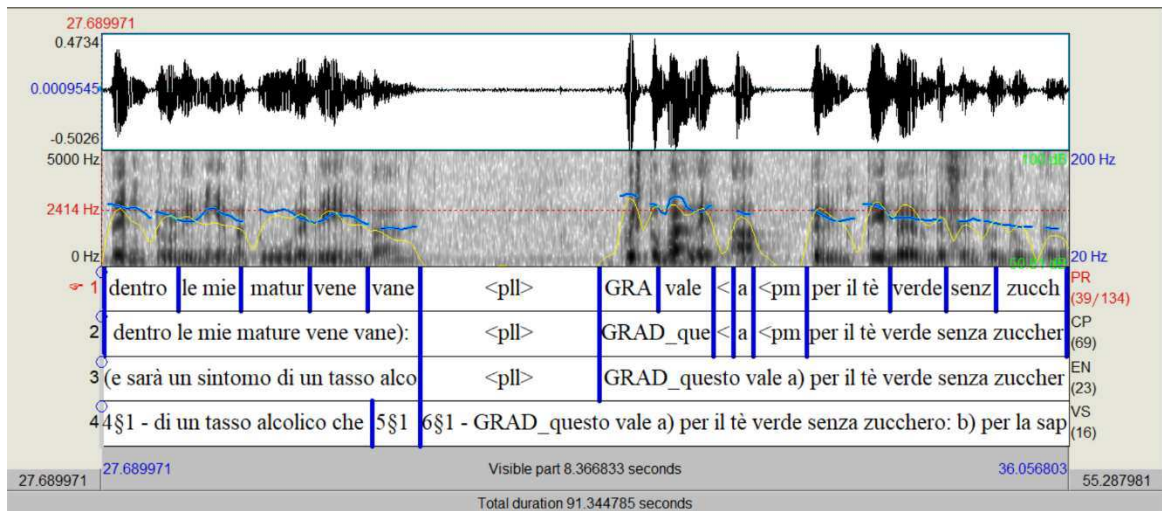 27.689971
0.4734
0.0009545
-0.5026
5000 Hz
200 Hz
2414 Hz
0 Hz
20 Hz
1 dentro le mie matur vene vane <pll> GRA vale < a <pm per il tè verde senz zucch PR (39/134)
2 dentro le mie mature vene vane): <pll> GRAD_que < a <pm per il tè verde senza zuccher CP (69)
3 (e sarà un sintomo di un tasso alco <pll> GRAD_questo vale a) per il tè verde senza zuccher EN (23)
4 4§1 - di un tasso alcolico che 5§1 6§1 - GRAD_questo vale a) per il tè verde senza zucchero: b) per la sap VS (16)
27.689971 27.689971 Visible part 8.366833 seconds 36.056803 55.287981
Total duration 91.344785 seconds